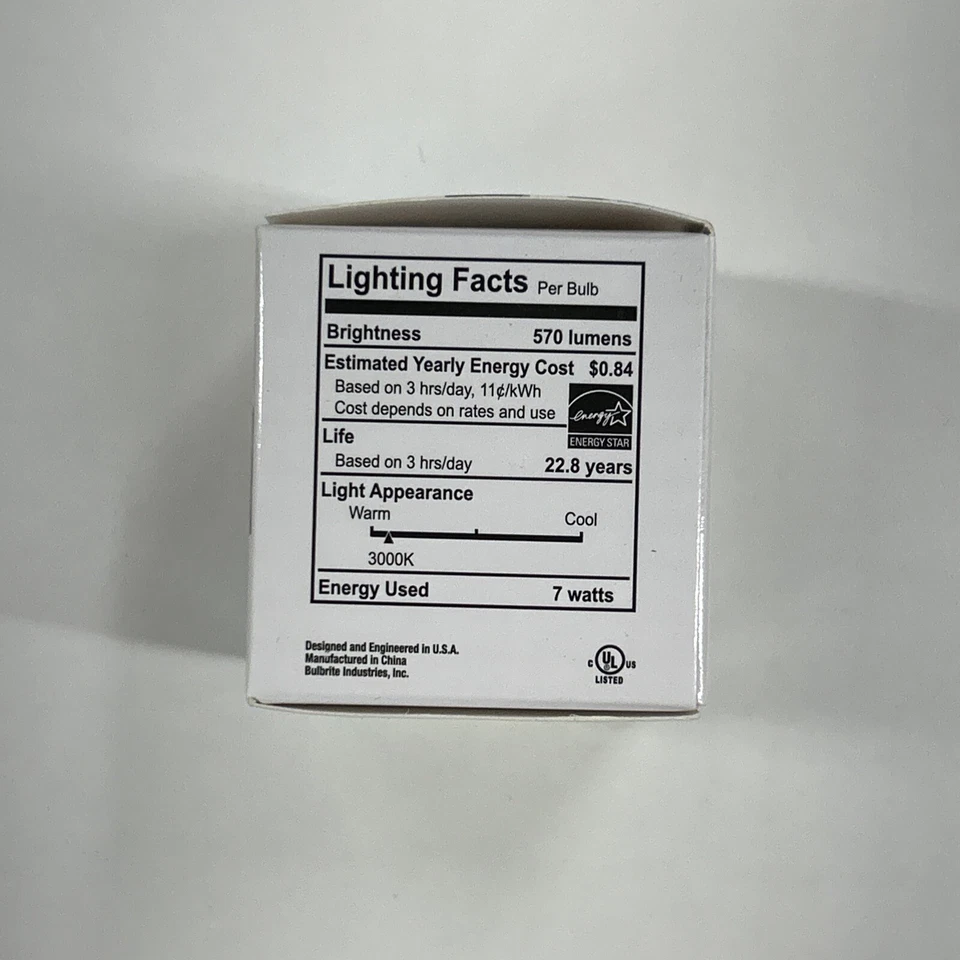 Lighting Facts Per Bulb
Brightness 570 lumens
Estimated Yearly Energy Cost $0.84
Based on 3 hrs/day, 11¢/kWh
Cost depends on rates and use
energy
ENERGY STAR
Life
Based on 3 hrs/day 22.8 years
Light Appearance
Warm Cool
3000K
Energy Used 7 watts
Designed and Engineered in U.S.A.
Manufactured in China
Bulbrite Industries, Inc.
C UL ® US
LISTED